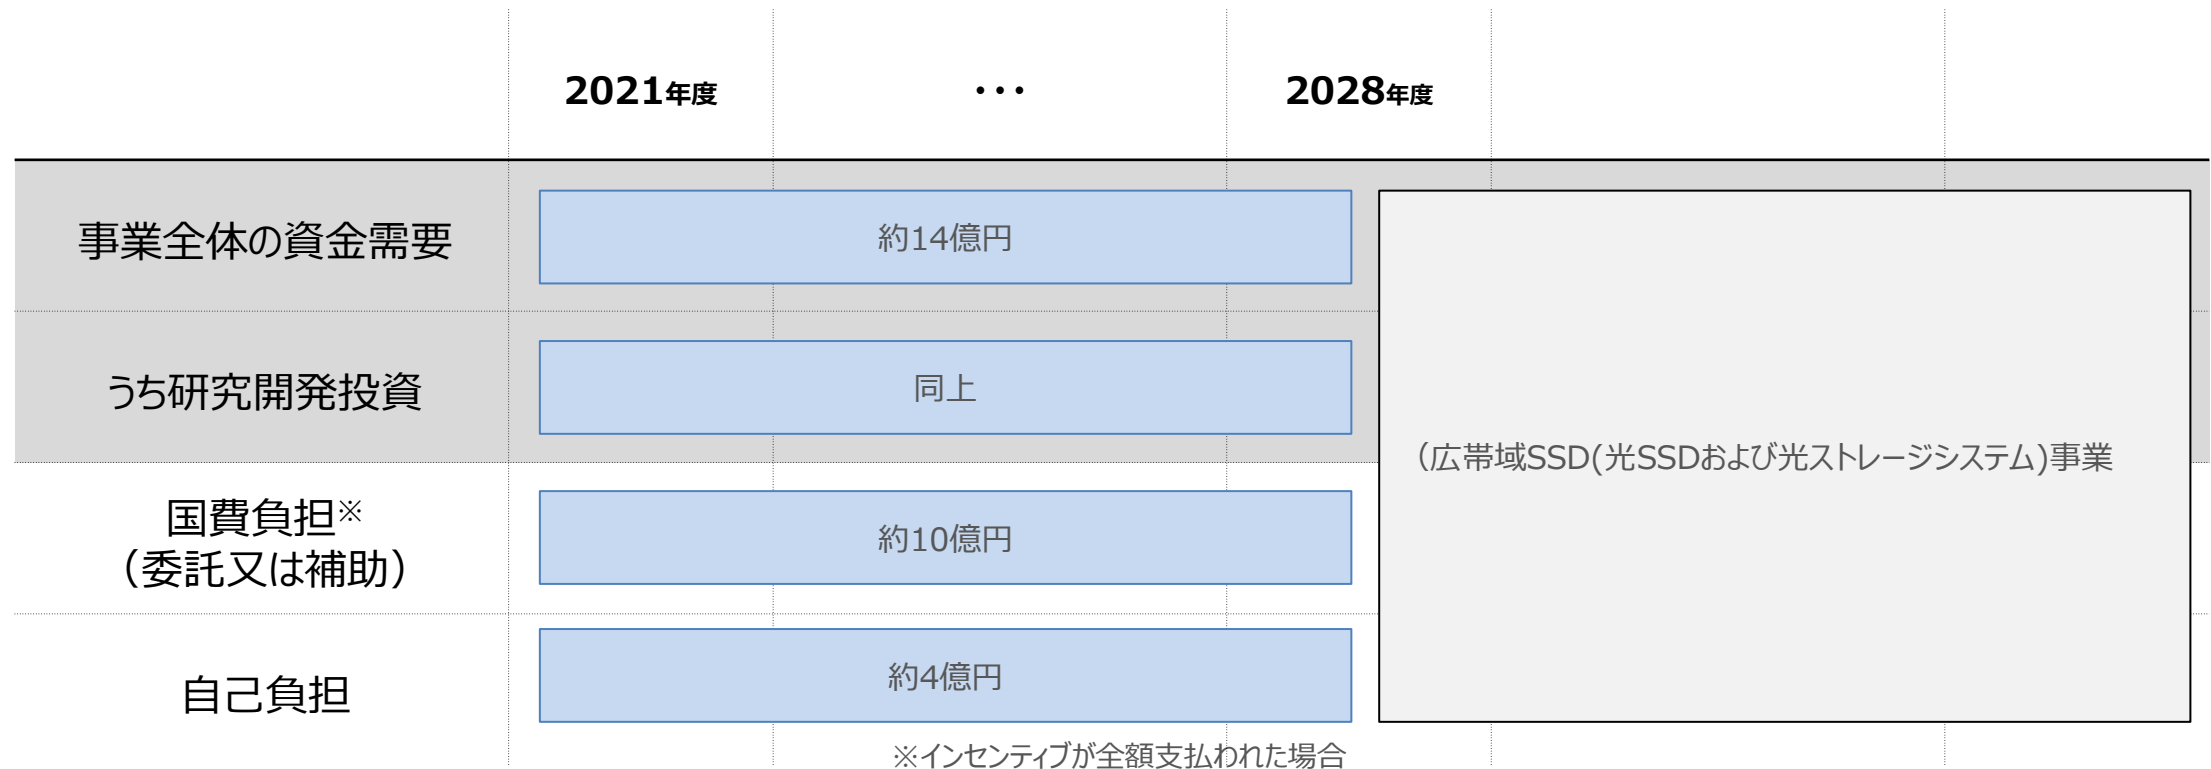 2021年度 ・・・ 2028年度
事業全体の資金需要
約14億円
うち研究開発投資
同上
(広帯域SSD(光SSDおよび光ストレージシステム)事業
国費負担※
(委託又は補助)
約10億円
自己負担
約4億円
※インセンティブが全額支払われた場合